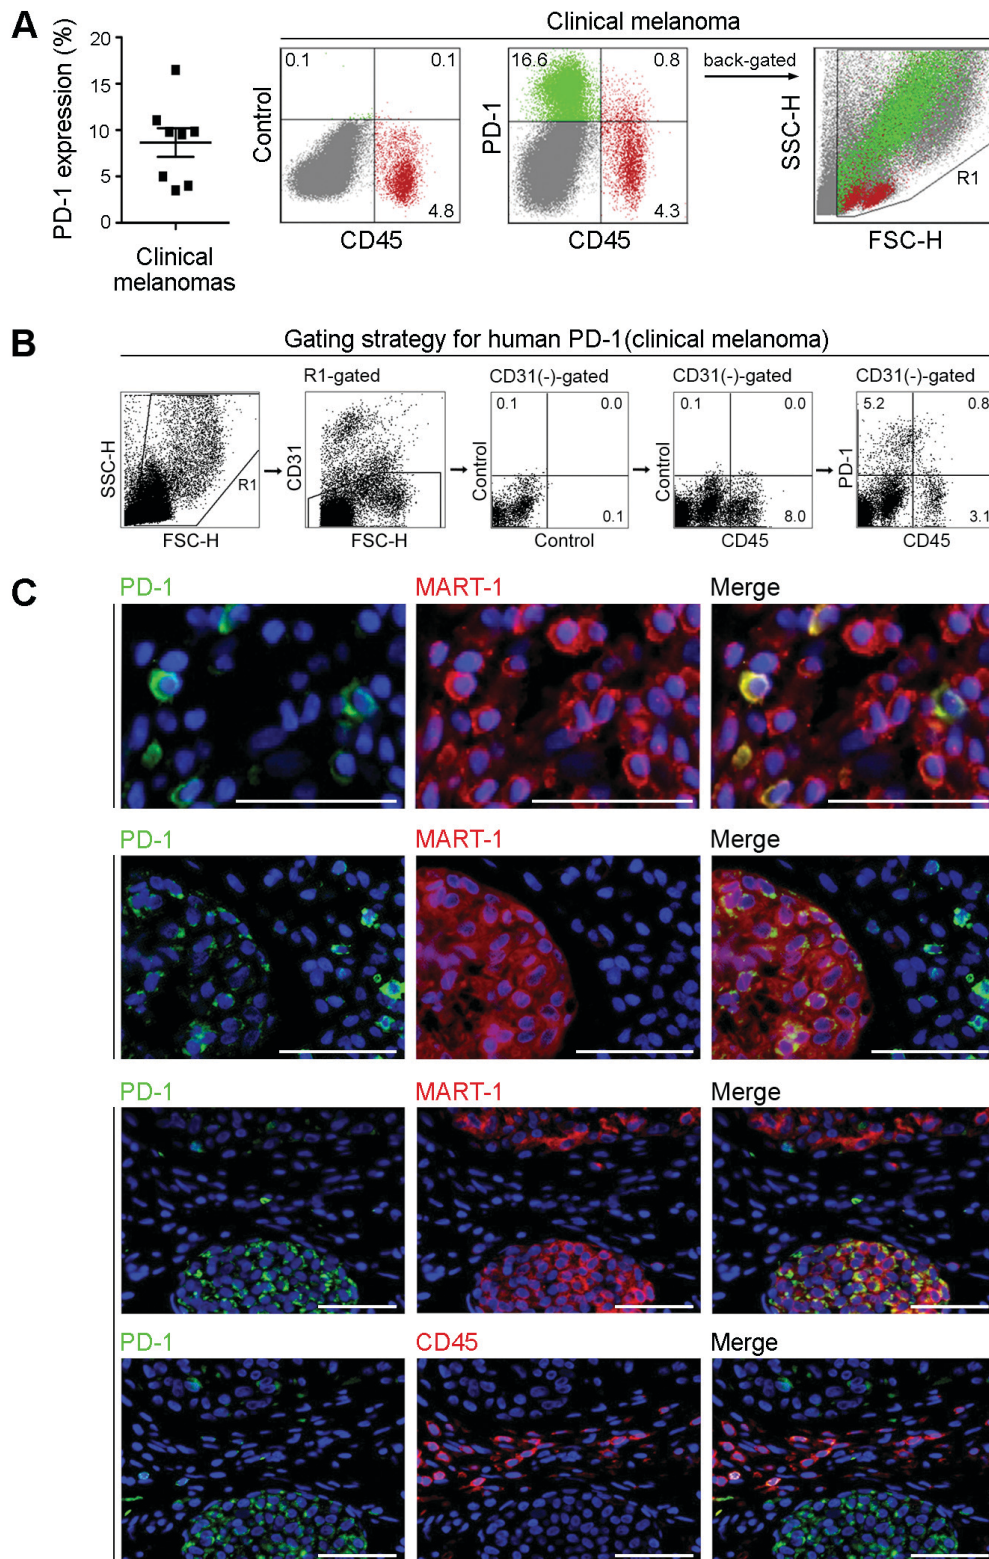 A
PD-1 expression (%)
20
15
10
5
0
Clinical
melanomas
Clinical melanoma
0.1
0.1
4.8
Control
CD45
16.6
0.8
4.3
PD-1
CD45
back-gated
SSC-H
R1
FSC-H
B
Gating strategy for human PD-1(clinical melanoma)
SSC-H
R1
FSC-H
R1-gated
CD31
FSC-H
CD31(-)-gated
0.1
0.0
0.1
Control
Control
CD31(-)-gated
0.1
0.0
8.0
Control
CD45
CD31(-)-gated
5.2
0.8
3.1
PD-1
CD45
C
PD-1
MART-1
Merge
PD-1
MART-1
Merge
PD-1
MART-1
Merge
PD-1
CD45
Merge